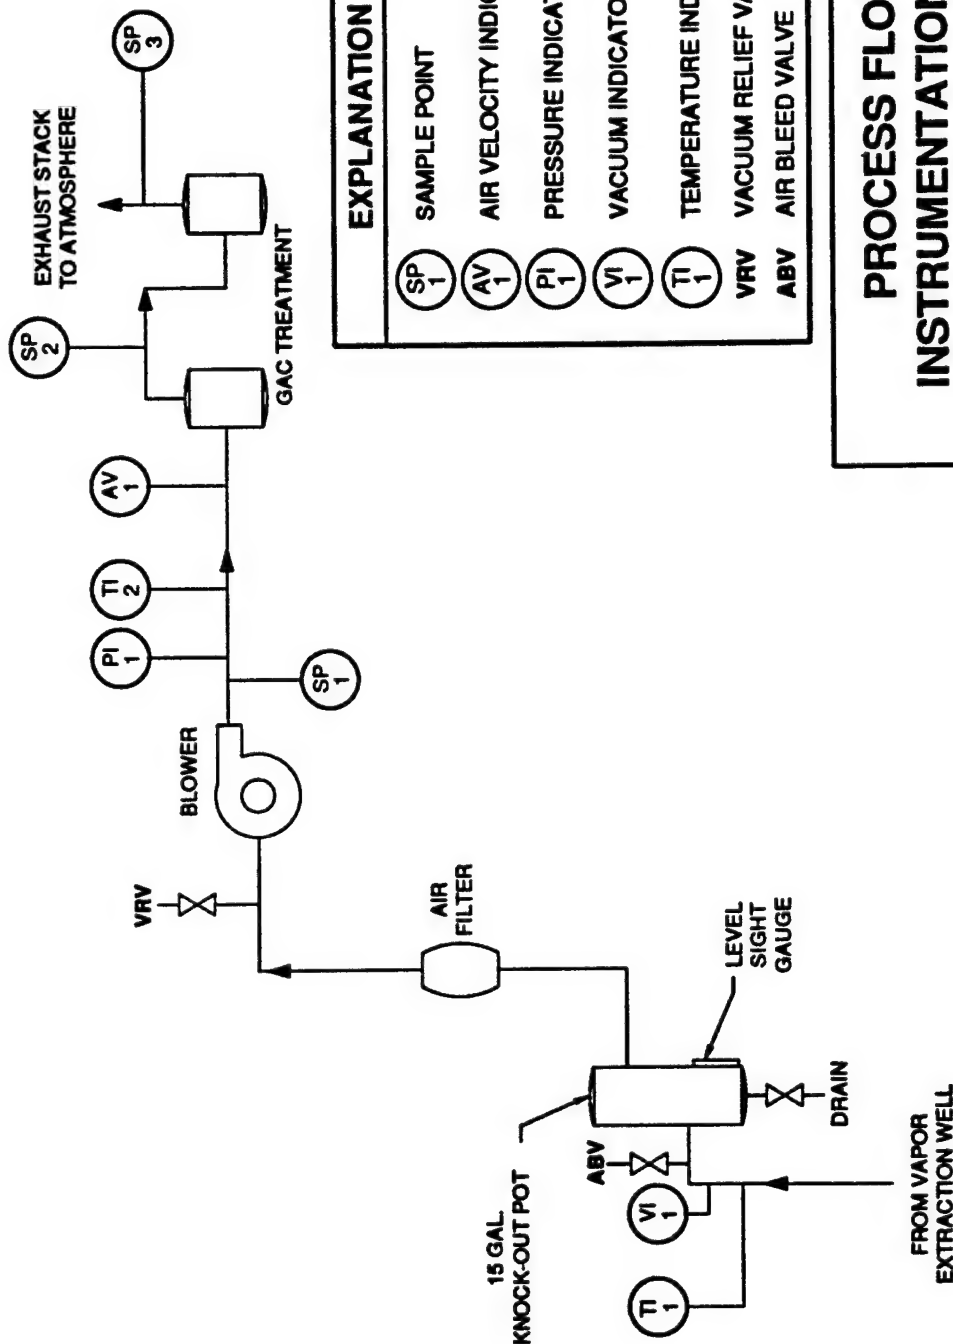 SP
3
EXHAUST STACK
TO ATMOSPHERE
SP
2
GAC TREATMENT
AV
1
TI
2
PI
1
SP
1
BLOWER
VRV
AIR
FILTER
LEVEL
SIGHT
GAUGE
15 GAL.
KNOCK-OUT POT
ABV
DRAIN
VI
1
TI
1
FROM VAPOR
EXTRACTION WELL
EXPLANATION
SP
1
SAMPLE POINT
AV
1
AIR VELOCITY INDIC
PI
1
PRESSURE INDICAT
VI
1
VACUUM INDICATO
TI
1
TEMPERATURE IND
VRV VACUUM RELIEF VA
ABV AIR BLEED VALVE
PROCESS FLO
INSTRUMENTATION